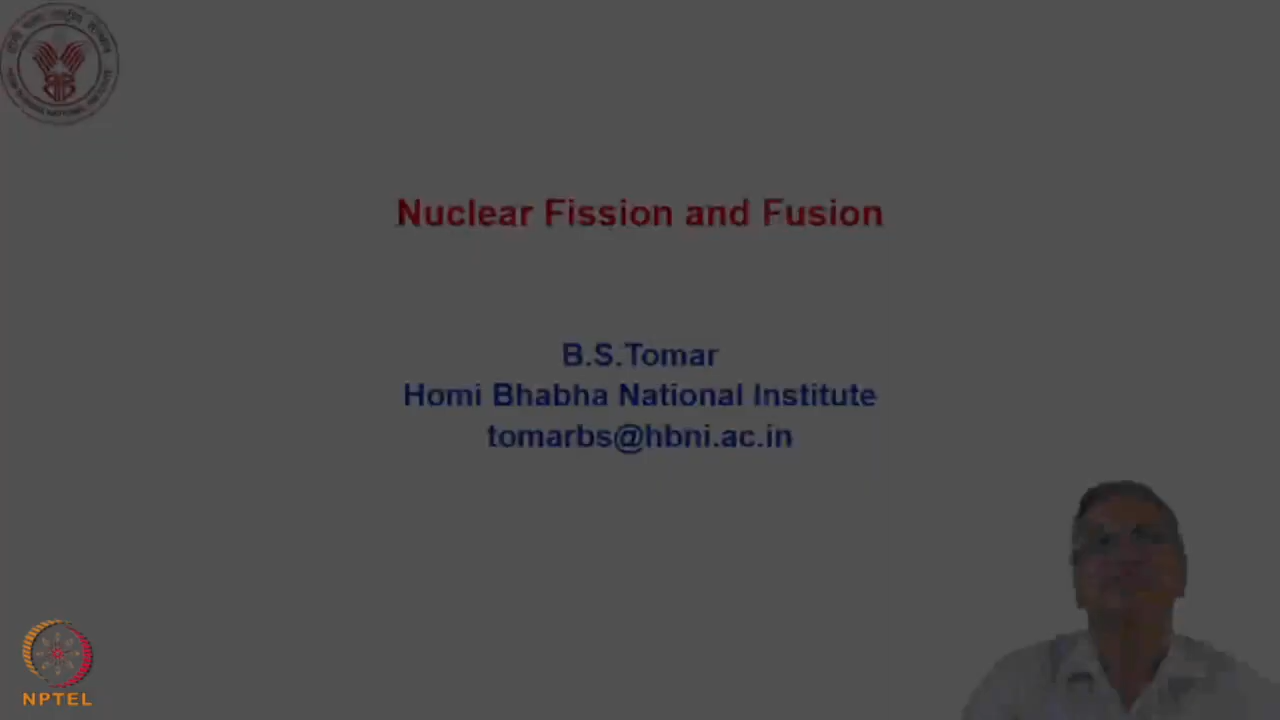 Nuclear Fission and Fusion
B.S.Tomar
Homi Bhabha National Institute
tomarbs@hbni.ac.in
NPTEL